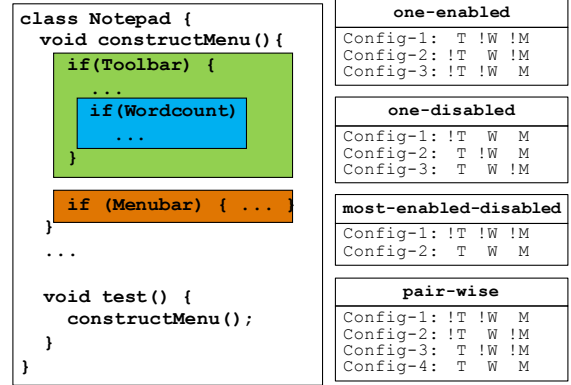 class Notepad {
void constructMenu(){
if(Toolbar) {
...
if(Wordcount)
...
}
if (Menubar) { ... }
}
...
void test() {
constructMenu();
}
}
one-enabled
Config-1: T !W !M
Config-2: !T W !M
Config-3: !T !W M
one-disabled
Config-1: !T W M
Config-2: T !W M
Config-3: T W !M
most-enabled-disabled
Config-1: !T !W !M
Config-2: T W M
pair-wise
Config-1: !T !W M
Config-2: !T W !M
Config-3: T !W !M
Config-4: T W M